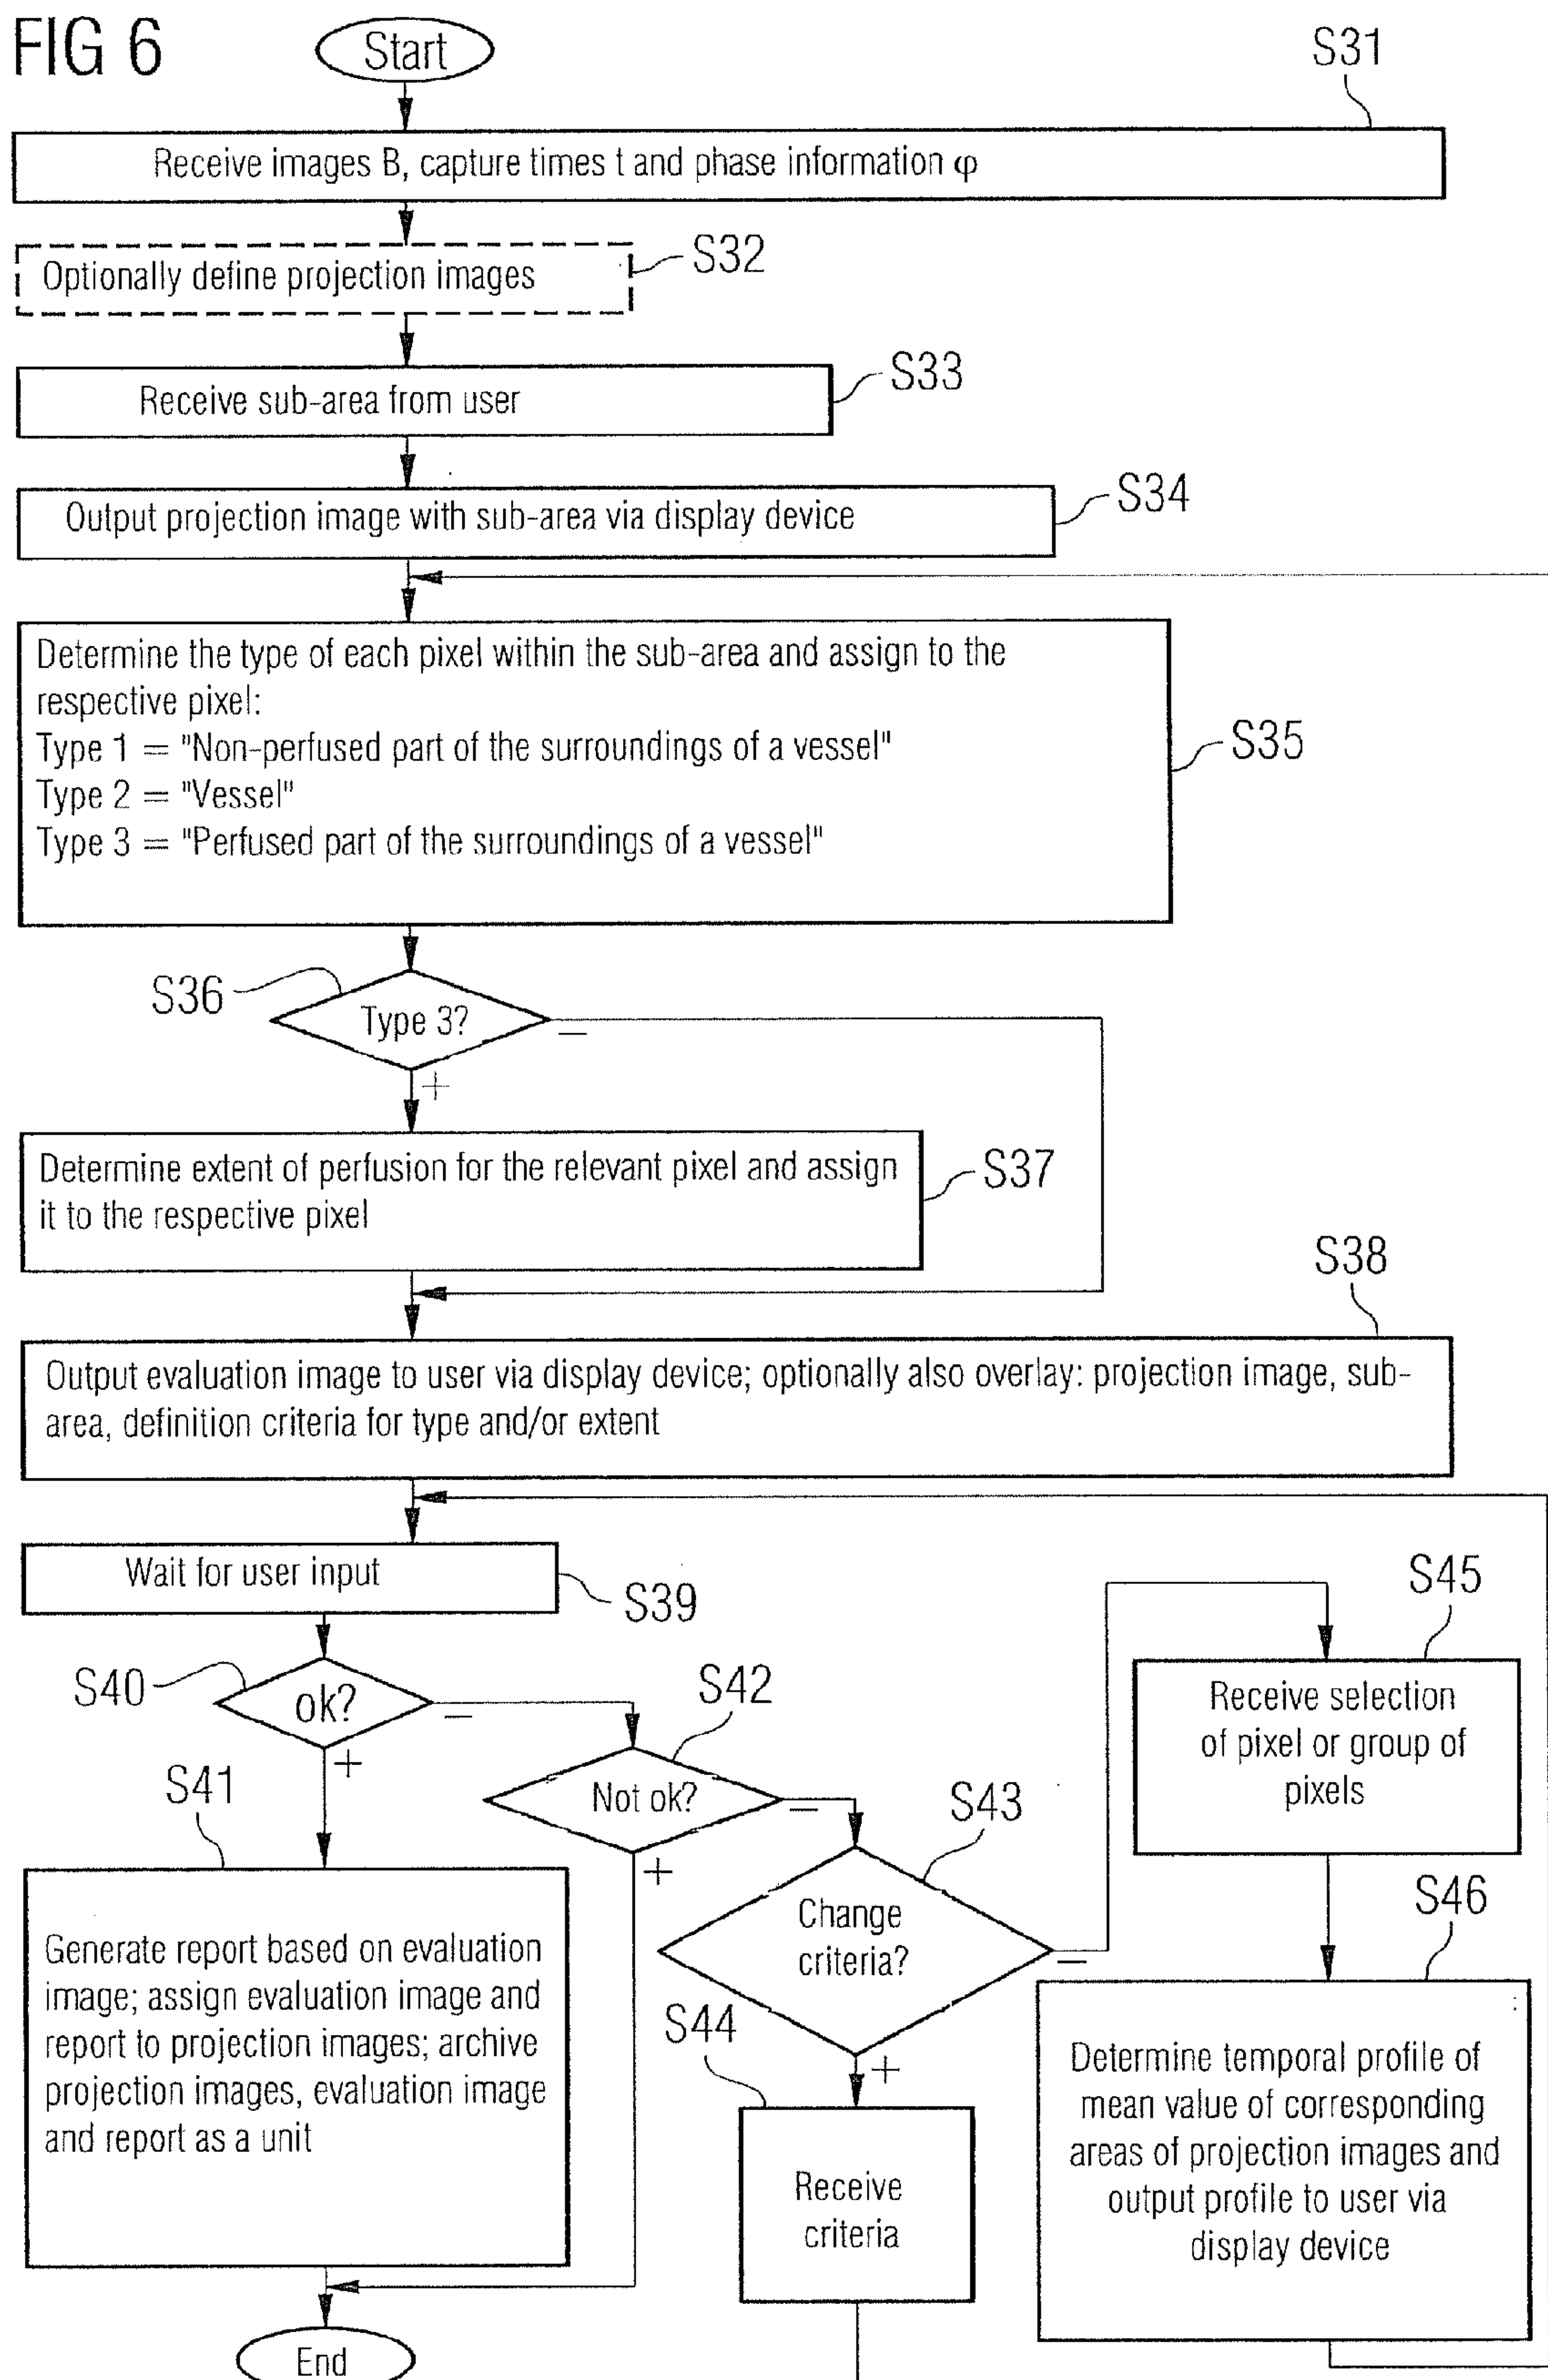 FIG 6
Start
S31
Receive images B, capture times t and phase information φ
Optionally define projection images
S32
Receive sub-area from user
S33
Output projection image with sub-area via display device
S34
Determine the type of each pixel within the sub-area and assign to the
respective pixel:
Type 1 = "Non-perfused part of the surroundings of a vessel"
Type 2 = "Vessel"
Type 3 = "Perfused part of the surroundings of a vessel"
S35
S36
Type 3?
−
+
Determine extent of perfusion for the relevant pixel and assign
it to the respective pixel
S37
S38
Output evaluation image to user via display device; optionally also overlay: projection image, sub-
area, definition criteria for type and/or extent
Wait for user input
S39
S40
ok?
−
+
S41
Generate report based on evaluation
image; assign evaluation image and
report to projection images; archive
projection images, evaluation image
and report as a unit
S42
Not ok?
−
+
S43
Change
criteria?
−
+
S44
Receive
criteria
S45
Receive selection
of pixel or group of
pixels
S46
Determine temporal profile of
mean value of corresponding
areas of projection images and
output profile to user via
display device
End